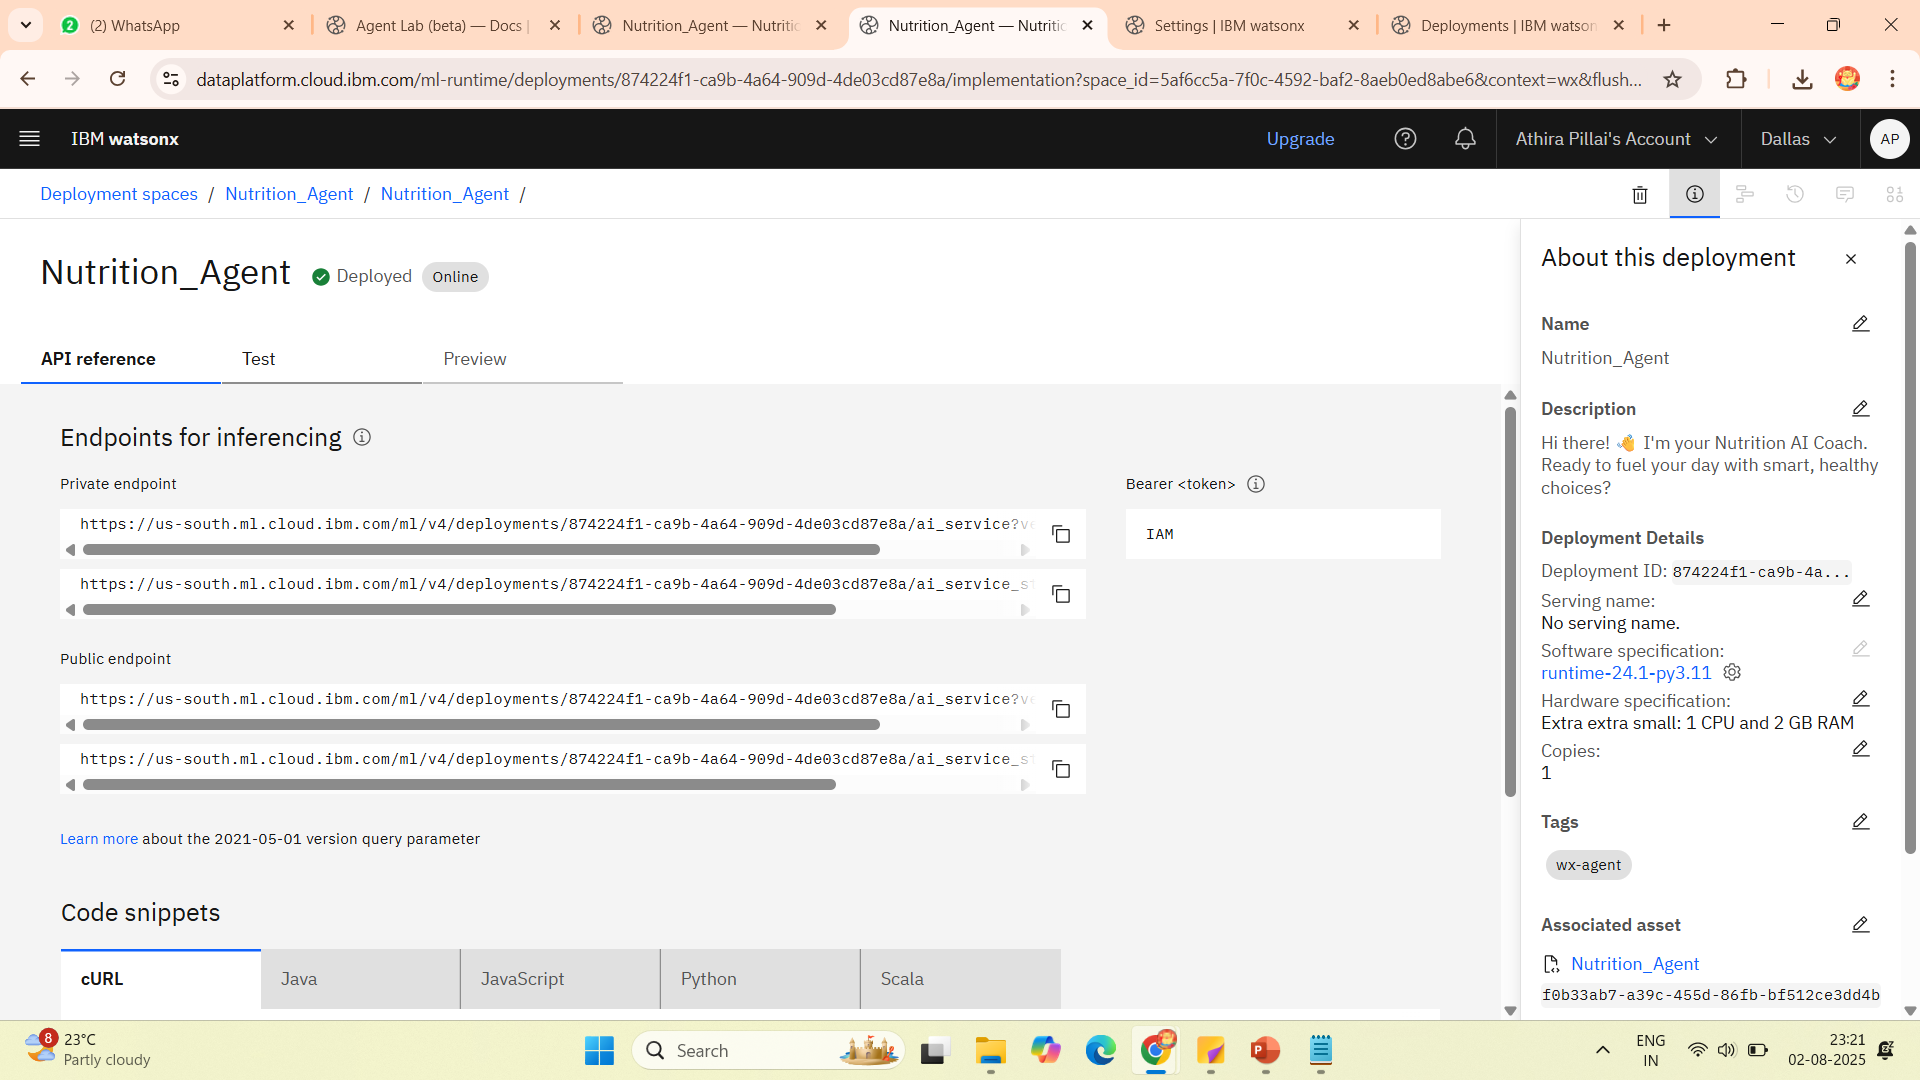 (2) WhatsApp
Agent Lab (beta) — Docs |
Nutrition_Agent — Nutritic
Nutrition_Agent — Nutritic
Settings | IBM watsonx
Deployments | IBM watson
dataplatform.cloud.ibm.com/ml-runtime/deployments/874224f1-ca9b-4a64-909d-4de03cd87e8a/implementation?space_id=5af6cc5a-7f0c-4592-baf2-8aeb0ed8abe6&context=wx&flush...
IBM watsonx
Upgrade
Athira Pillai's Account
Dallas
AP
Deployment spaces / Nutrition_Agent / Nutrition_Agent /
Nutrition_Agent
Deployed
Online
API reference
Test
Preview
Endpoints for inferencing
Private endpoint
https://us-south.ml.cloud.ibm.com/ml/v4/deployments/874224f1-ca9b-4a64-909d-4de03cd87e8a/ai_service?ve
https://us-south.ml.cloud.ibm.com/ml/v4/deployments/874224f1-ca9b-4a64-909d-4de03cd87e8a/ai_service_st
Bearer <token>
IAM
Public endpoint
https://us-south.ml.cloud.ibm.com/ml/v4/deployments/874224f1-ca9b-4a64-909d-4de03cd87e8a/ai_service?ve
https://us-south.ml.cloud.ibm.com/ml/v4/deployments/874224f1-ca9b-4a64-909d-4de03cd87e8a/ai_service_st
Learn more about the 2021-05-01 version query parameter
Code snippets
cURL
Java
JavaScript
Python
Scala
About this deployment
Name
Nutrition_Agent
Description
Hi there! 👋 I'm your Nutrition AI Coach.
Ready to fuel your day with smart, healthy
choices?
Deployment Details
Deployment ID: 874224f1-ca9b-4a...
Serving name:
No serving name.
Software specification:
runtime-24.1-py3.11
Hardware specification:
Extra extra small: 1 CPU and 2 GB RAM
Copies:
1
Tags
wx-agent
Associated asset
Nutrition_Agent
f0b33ab7-a39c-455d-86fb-bf512ce3dd4b
8
23°C
Partly cloudy
Search
ENG
IN
23:21
02-08-2025